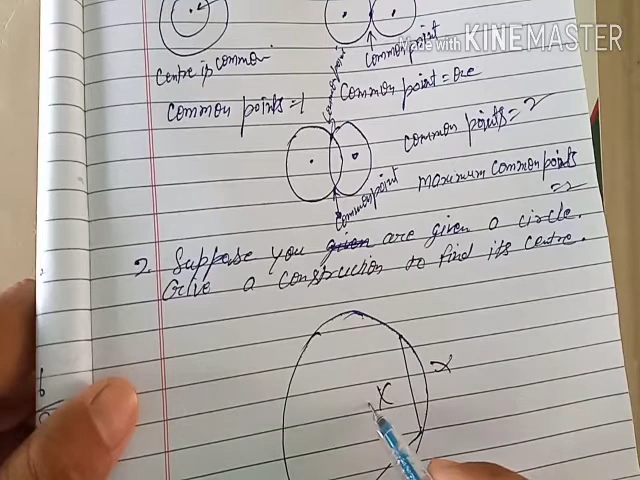 Made with KINEMASTER
Centre is common
Common points = 1
common point
Common point
Common point = one
Common points = 2
Common point
Maximum common points
= 2
2. Suppose you given are given a circle.
Give a construction to find its centre.
X
X